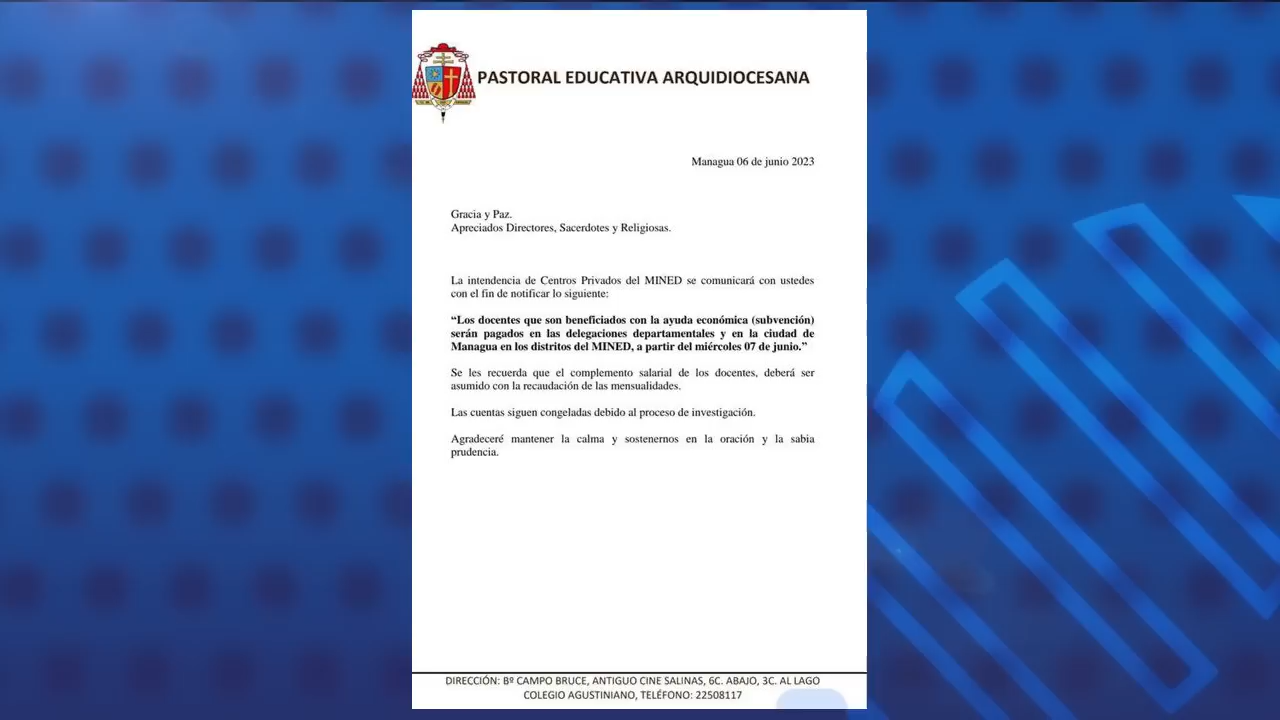 PASTORAL EDUCATIVA ARQUIDIOCESANA
Managua 06 de junio 2023
Gracia y Paz.
Apreciados Directores, Sacerdotes y Religiosas.
La intendencia de Centros Privados del MINED se comunicará con ustedes
con el fin de notificar lo siguiente:
“Los docentes que son beneficiados con la ayuda económica (subvención)
serán pagados en las delegaciones departamentales y en la ciudad de
Managua en los distritos del MINED, a partir del miércoles 07 de junio.”
Se les recuerda que el complemento salarial de los docentes, deberá ser
asumido con la recaudación de las mensualidades.
Las cuentas siguen congeladas debido al proceso de investigación.
Agradeceré mantener la calma y sostenernos en la oración y la sabia
prudencia.
DIRECCIÓN: Bº CAMPO BRUCE, ANTIGUO CINE SALINAS, 6C. ABAJO, 3C. AL LAGO
COLEGIO AGUSTINIANO, TELÉFONO: 22508117